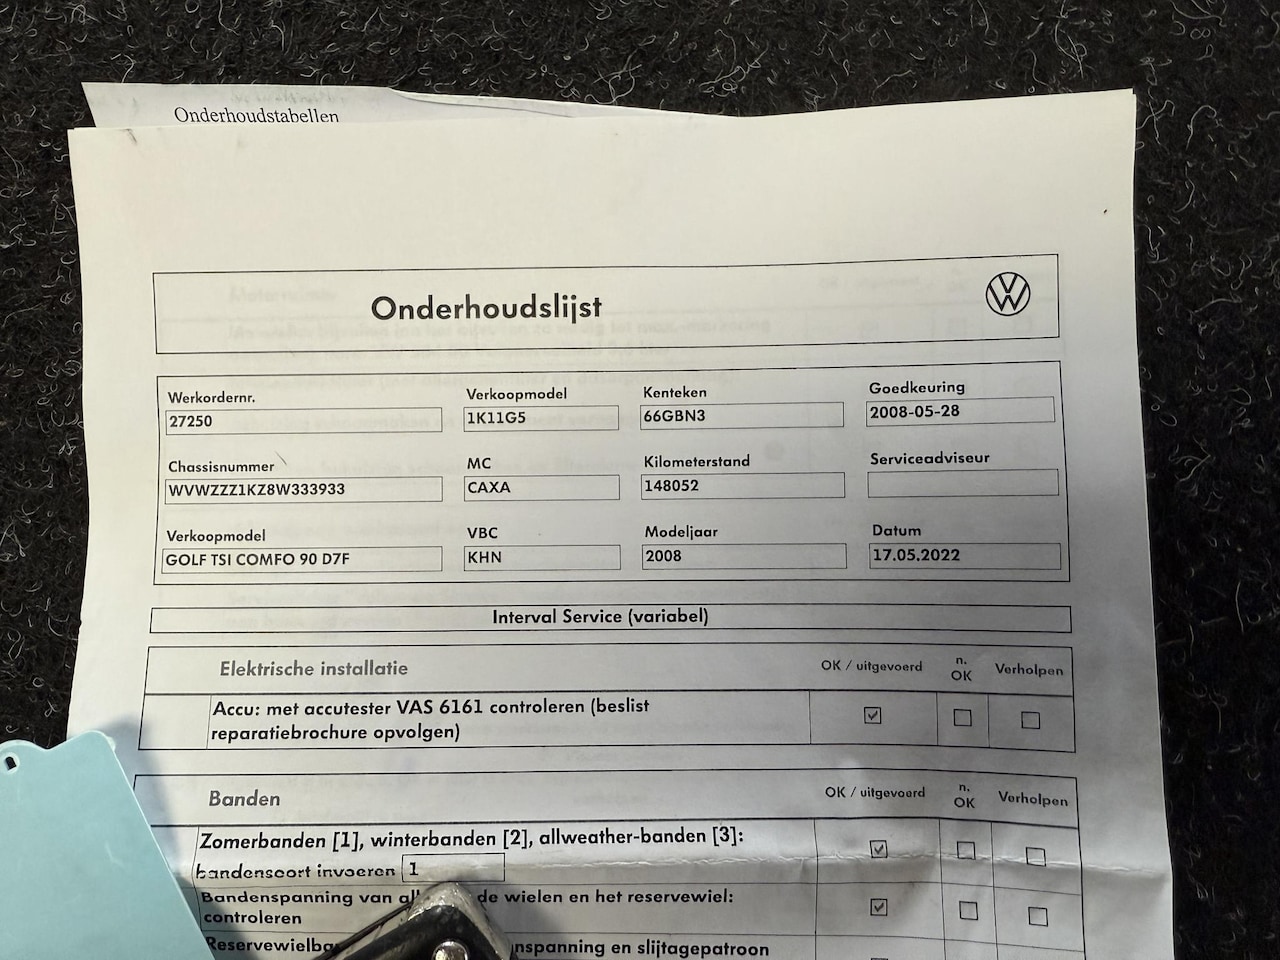 Onderhoudstabellen
Onderhoudslijst
Werkordernr. Verkoopmodel Kenteken Goedkeuring
27250 1K11G5 66GBN3 2008-05-28
Chassisnummer MC Kilometerstand Serviceadviseur
WVWZZZ1KZ8W333933 CAXA 148052
Verkoopmodel VBC Modeljaar Datum
GOLF TSI COMFO 90 D7F KHN 2008 17.05.2022
Interval Service (variabel)
Elektrische installatie OK / uitgevoerd n. OK Verholpen
Accu: met accutester VAS 6161 controleren (beslist
reparatiebrochure opvolgen)
Banden OK / uitgevoerd n. OK Verholpen
Zomerbanden [1], winterbanden [2], allweather-banden [3]:
bandensoort invoeren 1
Bandenspanning van de wielen en het reservewiel:
controleren
en slijtagepatroon